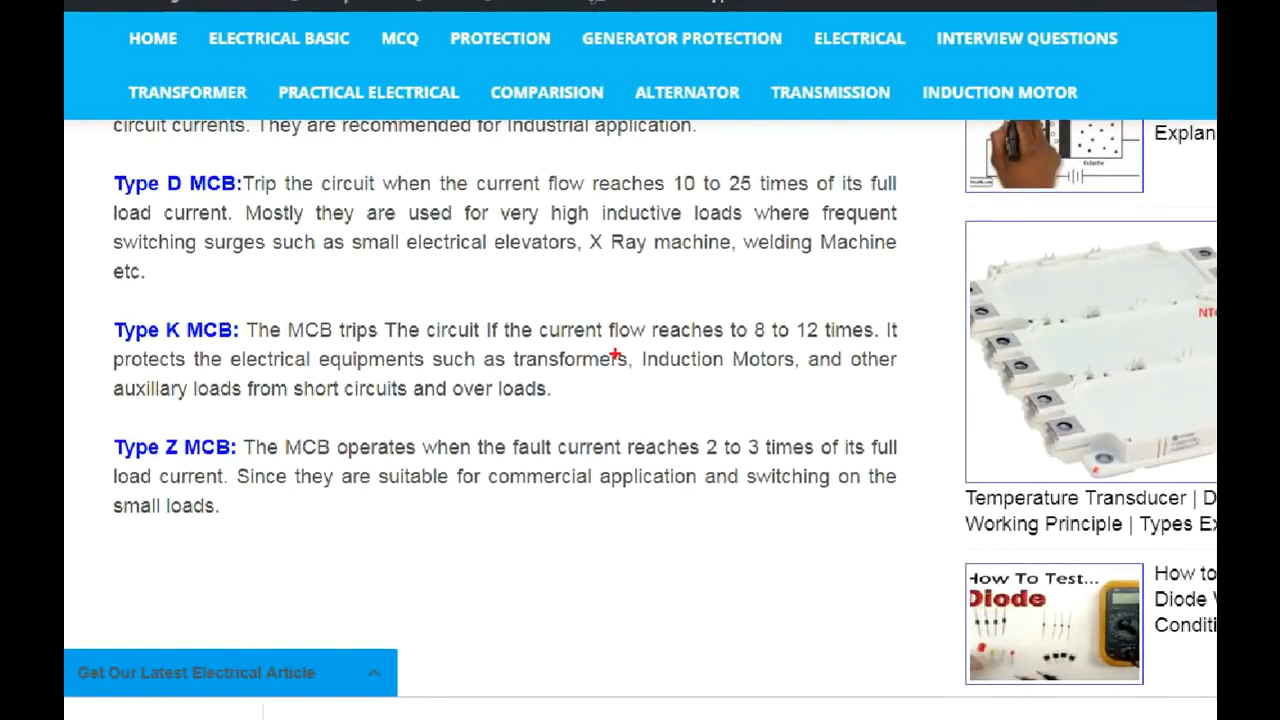 HOME ELECTRICAL BASIC MCQ PROTECTION GENERATOR PROTECTION ELECTRICAL INTERVIEW QUESTIONS
TRANSFORMER PRACTICAL ELECTRICAL COMPARISION ALTERNATOR TRANSMISSION INDUCTION MOTOR
circuit currents. They are recommended for Industrial application.
Type D MCB:Trip the circuit when the current flow reaches 10 to 25 times of its full
load current. Mostly they are used for very high inductive loads where frequent
switching surges such as small electrical elevators, X Ray machine, welding Machine
etc.
Type K MCB: The MCB trips The circuit If the current flow reaches to 8 to 12 times. It
protects the electrical equipments such as transformers, Induction Motors, and other
auxillary loads from short circuits and over loads.
Type Z MCB: The MCB operates when the fault current reaches 2 to 3 times of its full
load current. Since they are suitable for commercial application and switching on the
small loads.
Get Our Latest Electrical Article
Explan
NTC
Temperature Transducer | D
Working Principle | Types Ex
How To Test...
Diode
How to
Diode
Conditi